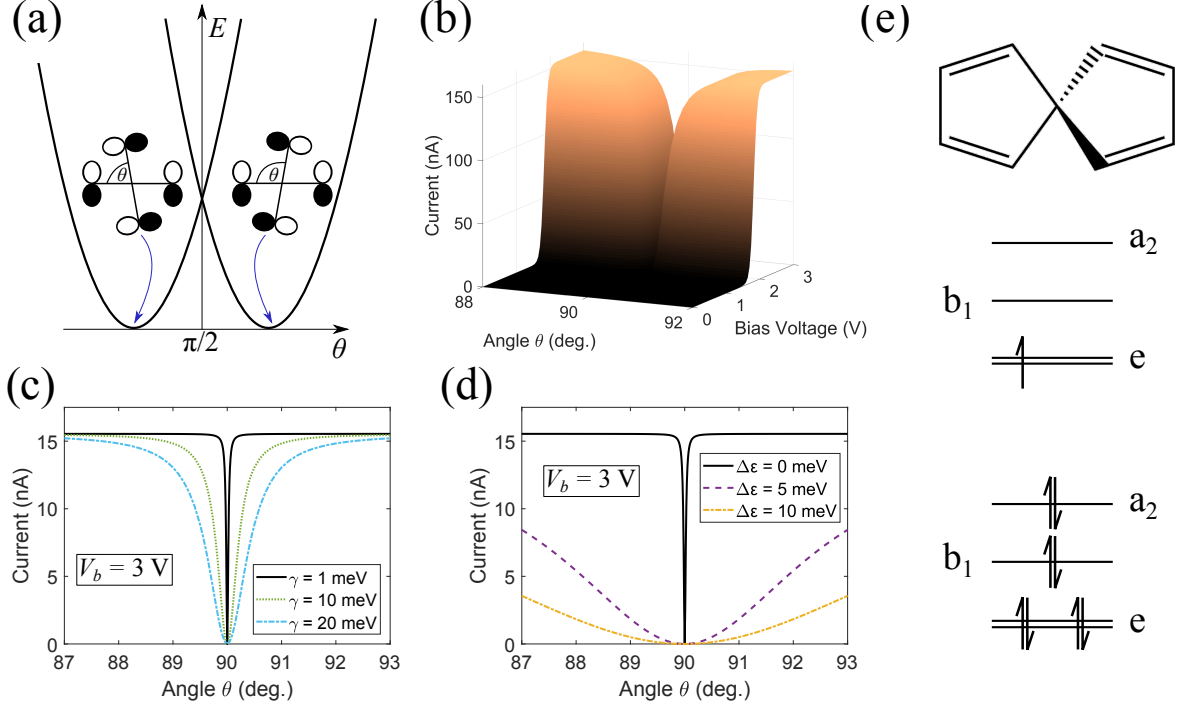 (a)
E
θ
θ
π/2
θ
(b)
Current (nA)
150
100
50
0
88
90
92
Angle θ (deg.)
0
1
2
3
Bias Voltage (V)
(c)
Current (nA)
15
10
5
0
V_b = 3 V
γ = 1 meV
γ = 10 meV
γ = 20 meV
87 88 89 90 91 92 93
Angle θ (deg.)
(d)
Current (nA)
15
10
5
0
V_b = 3 V
Δε = 0 meV
Δε = 5 meV
Δε = 10 meV
87 88 89 90 91 92 93
Angle θ (deg.)
(e)
a₂
b₁
e
a₂
b₁
e